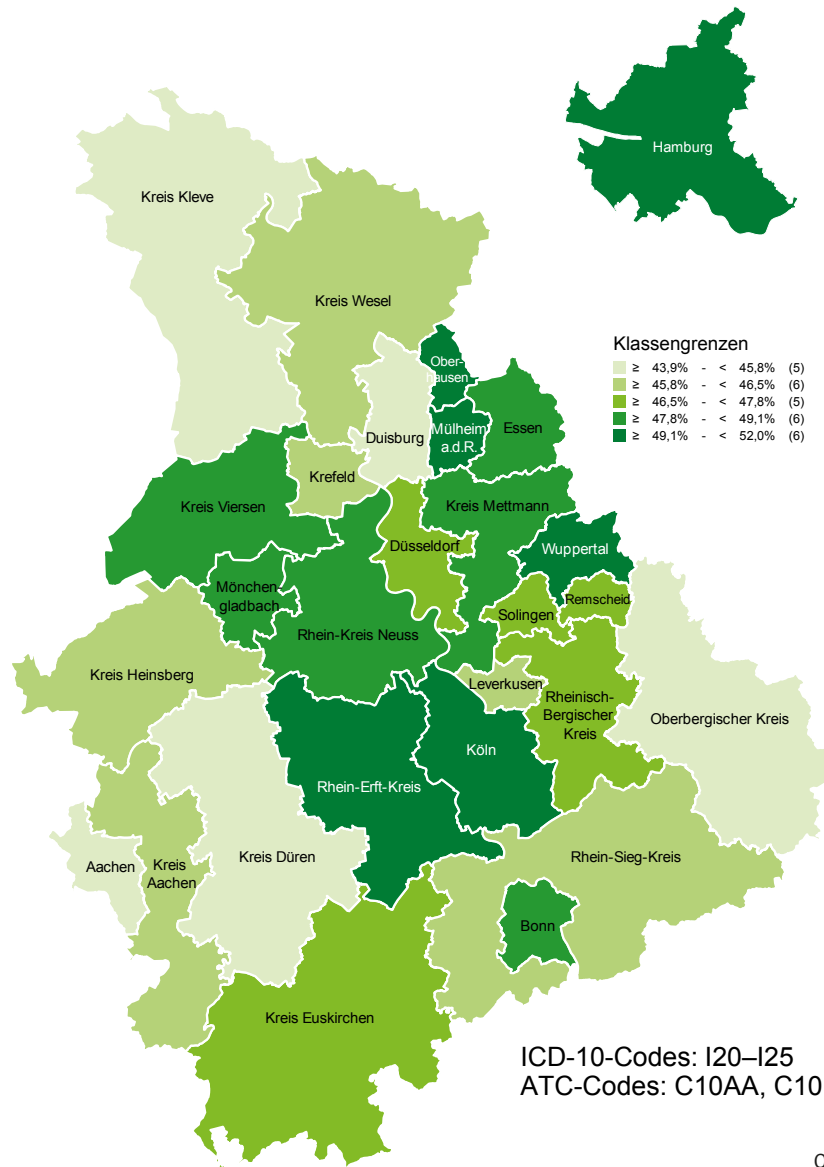 Hamburg
Kreis Kleve
Kreis Wesel
Klassengrenzen
≥ 43,9% - < 45,8% (5)
≥ 45,8% - < 46,5% (6)
≥ 46,5% - < 47,8% (5)
≥ 47,8% - < 49,1% (6)
≥ 49,1% - < 52,0% (6)
Ober-
hausen
Duisburg
Mülheim
a.d.R.
Essen
Krefeld
Kreis Viersen
Kreis Mettmann
Düsseldorf
Wuppertal
Mönchen-
gladbach
Remscheid
Solingen
Rhein-Kreis Neuss
Kreis Heinsberg
Leverkusen
Rheinisch-
Bergischer
Kreis
Oberbergischer Kreis
Köln
Rhein-Erft-Kreis
Aachen
Kreis
Aachen
Kreis Düren
Rhein-Sieg-Kreis
Bonn
Kreis Euskirchen
ICD-10-Codes: I20–I25
ATC-Codes: C10AA, C10